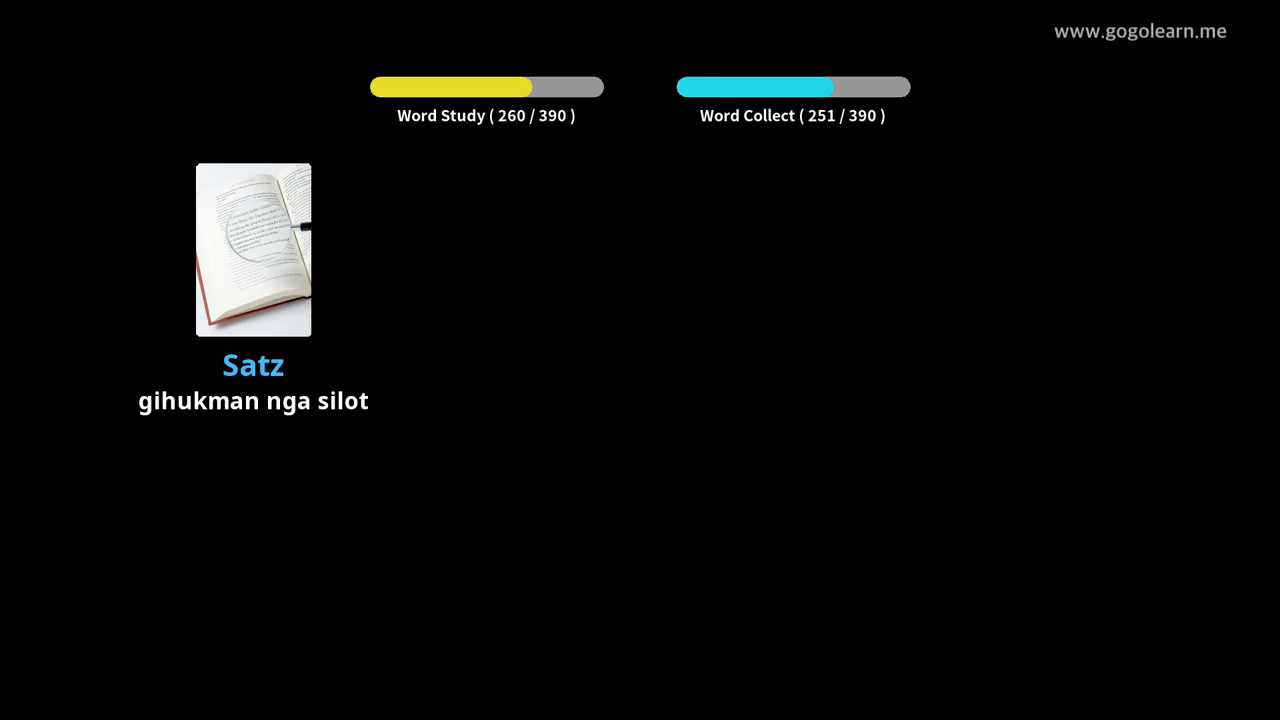 www.gogolearn.me
Word Study ( 260 / 390 )
Word Collect ( 251 / 390 )
Satz
gihukman nga silot